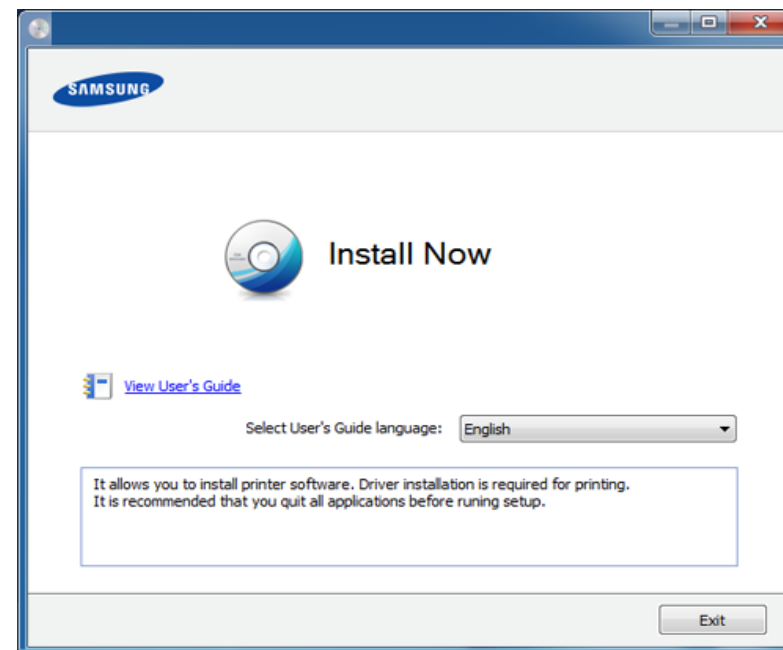 SAMSUNG
Install Now
View User's Guide
Select User's Guide language: English
It allows you to install printer software. Driver installation is required for printing.
It is recommended that you quit all applications before runing setup.
Exit